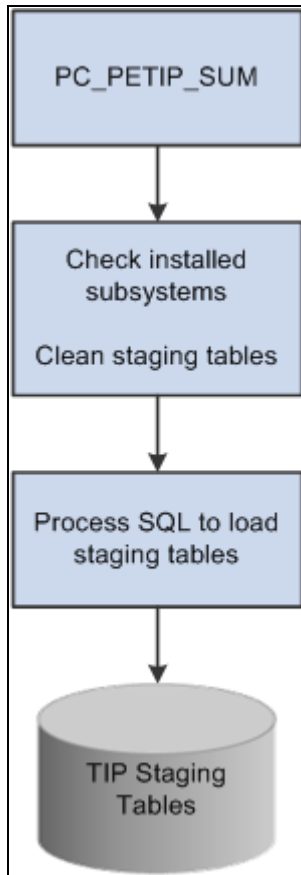 PC_PETIP_SUM
Check installed
subsystems
Clean staging tables
Process SQL to load
staging tables
TIP Staging
Tables